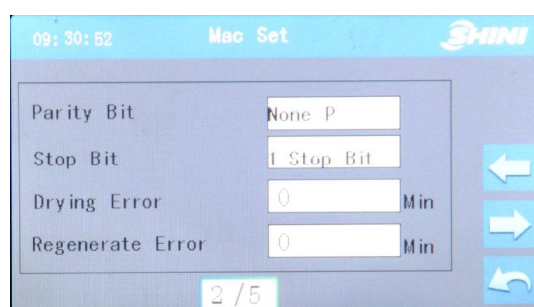 09:30:52 Mac Set SHINI
Parity Bit None P
Stop Bit 1 Stop Bit
Drying Error 0 Min
Regenerate Error 0 Min
2/5